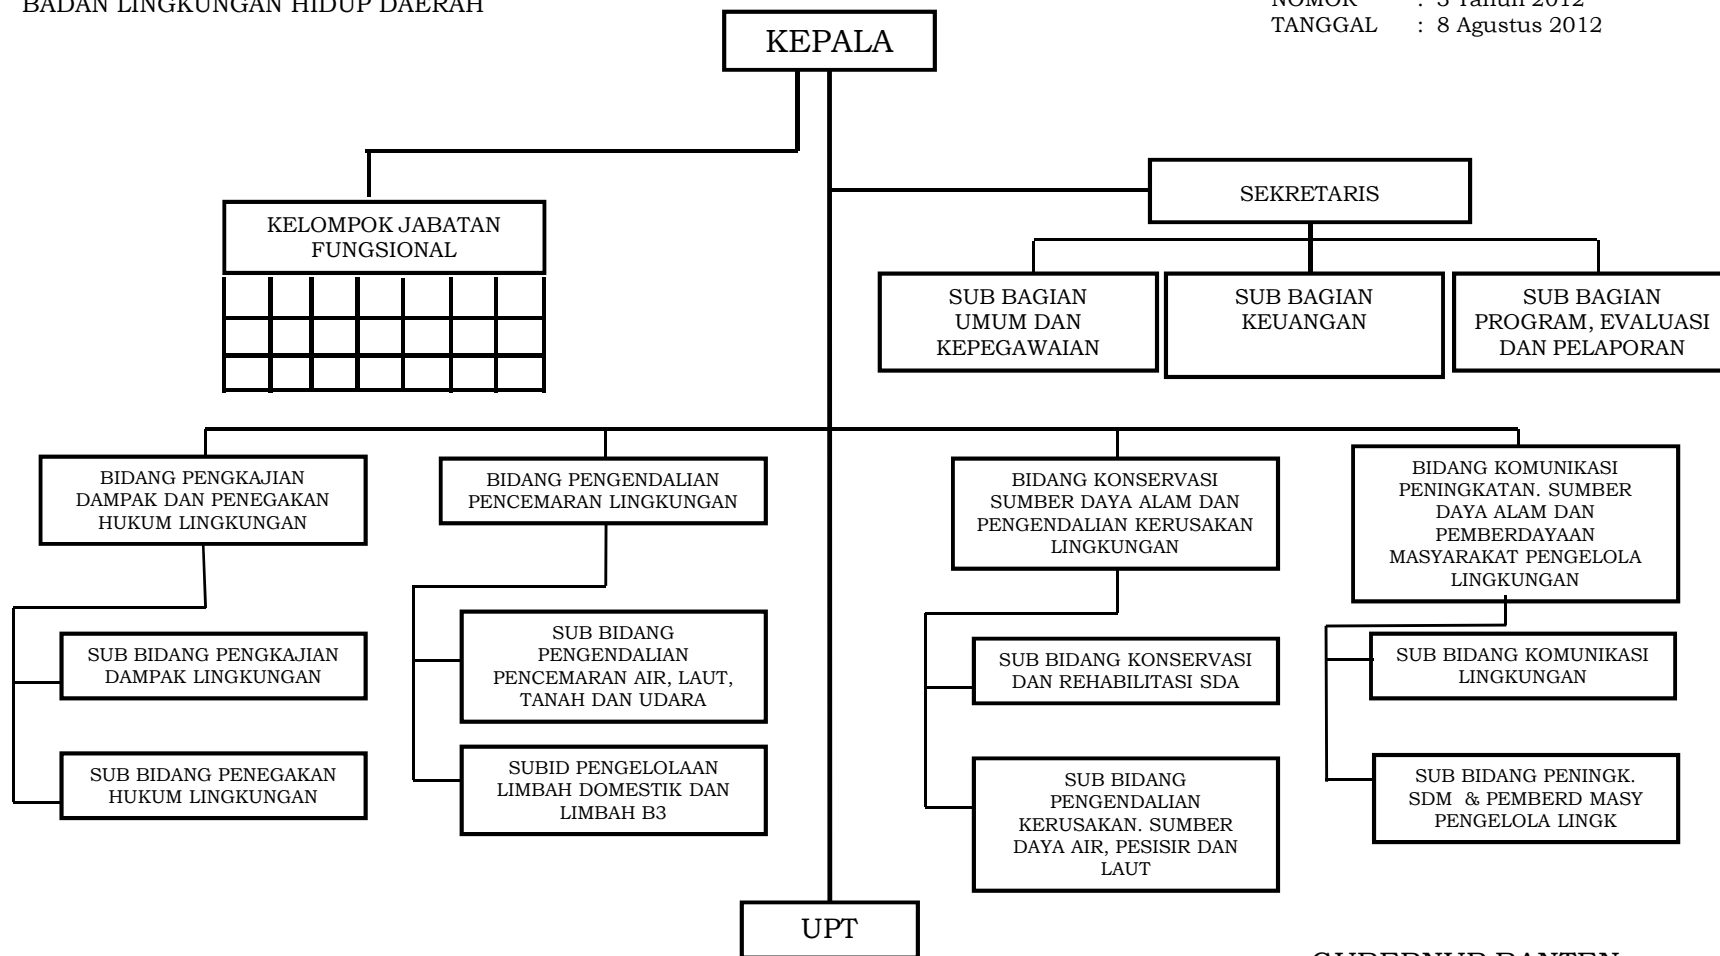 BADAN LINGKUNGAN HIDUP DAERAH
NOMOR : 3 Tahun 2012
TANGGAL : 8 Agustus 2012
KEPALA
SEKRETARIS
KELOMPOK JABATAN
FUNGSIONAL
SUB BAGIAN
UMUM DAN
KEPEGAWAIAN
SUB BAGIAN
KEUANGAN
SUB BAGIAN
PROGRAM, EVALUASI
DAN PELAPORAN
BIDANG PENGKAJIAN
DAMPAK DAN PENEGAKAN
HUKUM LINGKUNGAN
BIDANG PENGENDALIAN
PENCEMARAN LINGKUNGAN
BIDANG KONSERVASI
SUMBER DAYA ALAM DAN
PENGENDALIAN KERUSAKAN
LINGKUNGAN
BIDANG KOMUNIKASI
PENINGKATAN. SUMBER
DAYA ALAM DAN
PEMBERDAYAAN
MASYARAKAT PENGELOLA
LINGKUNGAN
SUB BIDANG PENGKAJIAN
DAMPAK LINGKUNGAN
SUB BIDANG PENEGAKAN
HUKUM LINGKUNGAN
SUB BIDANG
PENGENDALIAN
PENCEMARAN AIR, LAUT,
TANAH DAN UDARA
SUBID PENGELOLAAN
LIMBAH DOMESTIK DAN
LIMBAH B3
SUB BIDANG KONSERVASI
DAN REHABILITASI SDA
SUB BIDANG
PENGENDALIAN
KERUSAKAN. SUMBER
DAYA AIR, PESISIR DAN
LAUT
SUB BIDANG KOMUNIKASI
LINGKUNGAN
SUB BIDANG PENINGK.
SDM & PEMBERD MASY
PENGELOLA LINGK
UPT
GUBERNUR BANTEN